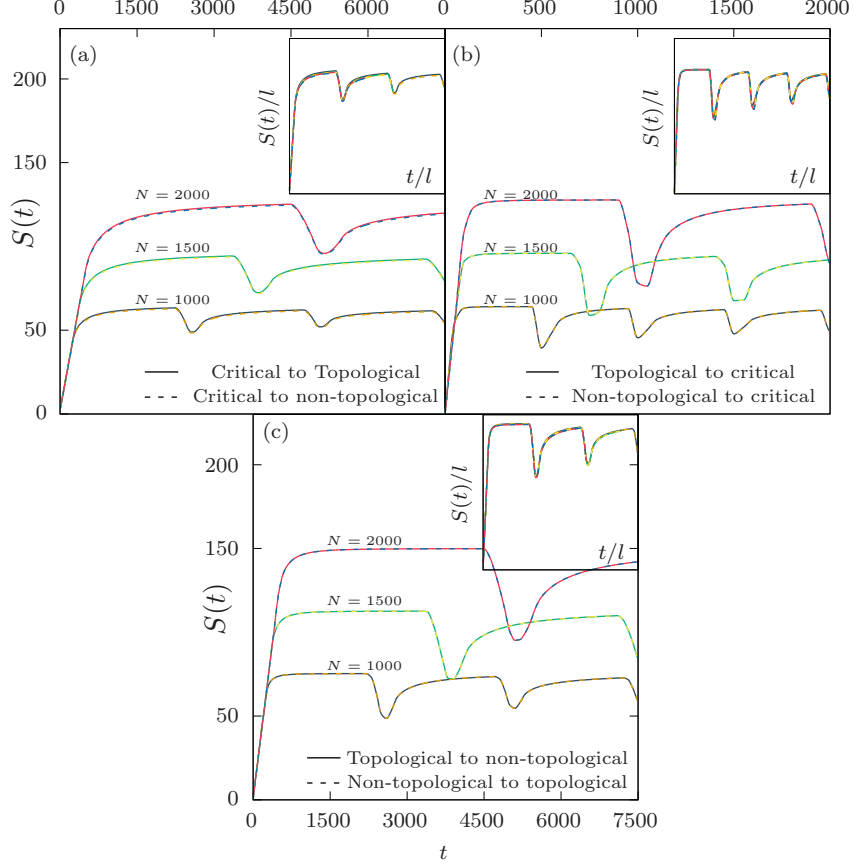 0 1500 3000 4500 6000 0 500 1000 1500 2000
(a) (b)
200
150
S(t)
50
0
S(t)/l
t/l
N = 2000
N = 1500
N = 1000
Critical to Topological
Critical to non-topological
S(t)/l
t/l
N = 2000
N = 1500
N = 1000
Topological to critical
Non-topological to critical
(c)
200
150
S(t)
50
0
S(t)/l
t/l
N = 2000
N = 1500
N = 1000
Topological to non-topological
Non-topological to topological
0 1500 3000 4500 6000 7500
t